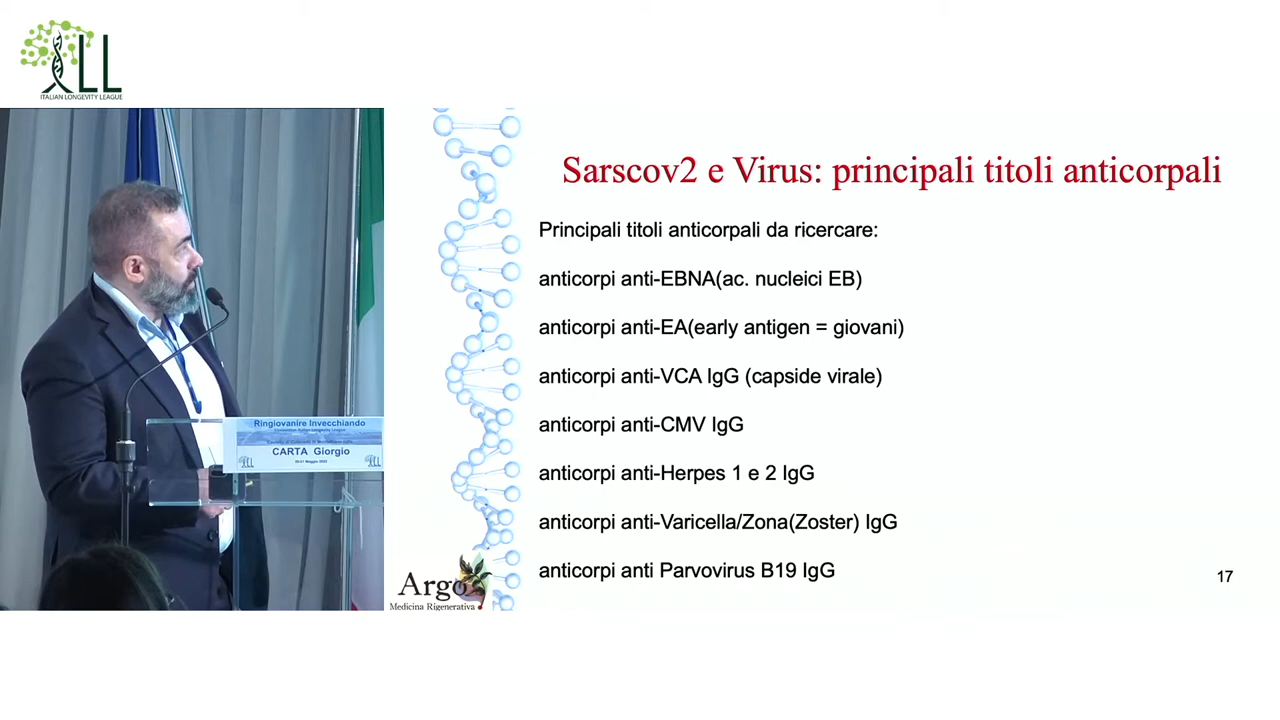 LL
ITALIAN LONGEVITY LEAGUE
Sarscov2 e Virus: principali titoli anticorpali
Principali titoli anticorpali da ricercare:
anticorpi anti-EBNA(ac. nucleici EB)
anticorpi anti-EA(early antigen = giovani)
anticorpi anti-VCA IgG (capside virale)
anticorpi anti-CMV IgG
anticorpi anti-Herpes 1 e 2 IgG
anticorpi anti-Varicella/Zona(Zoster) IgG
anticorpi anti Parvovirus B19 IgG
17
Ringiovanire Invecchiando
CARTA Giorgio
Argo
Medicina Rigenerativa